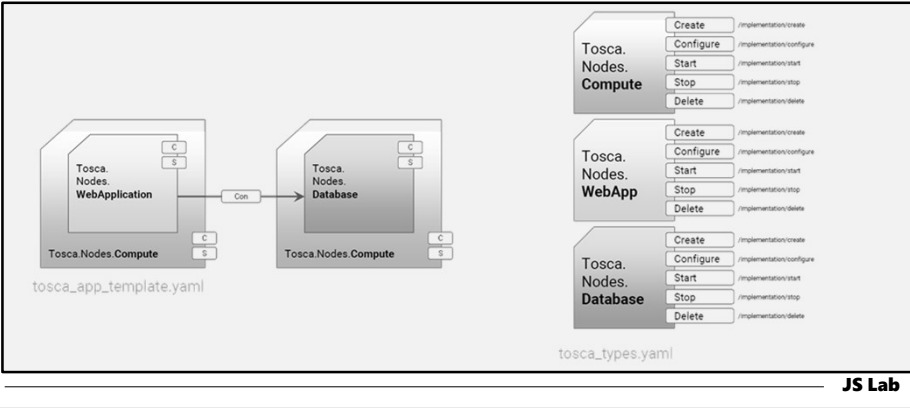 Tosca.
Nodes.
WebApplication
C
S
Tosca.Nodes.Compute
C
S
Con
Tosca.
Nodes.
Database
C
S
Tosca.Nodes.Compute
C
S
tosca_app_template.yaml
Tosca.
Nodes.
Compute
Create /implementation/create
Configure /implementation/configure
Start /implementation/start
Stop /implementation/stop
Delete /implementation/delete
Tosca.
Nodes.
WebApp
Create /implementation/create
Configure /implementation/configure
Start /implementation/start
Stop /implementation/stop
Delete /implementation/delete
Tosca.
Nodes.
Database
Create /implementation/create
Configure /implementation/configure
Start /implementation/start
Stop /implementation/stop
Delete /implementation/delete
tosca_types.yaml
JS Lab